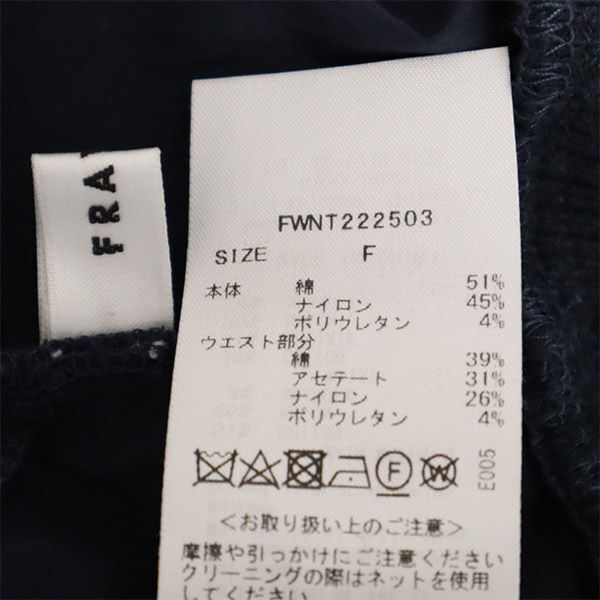 FRA
FWNT222503
SIZE F
本体 綿 51%
ナイロン 45%
ポリウレタン 4%
ウエスト部分
綿 39%
アセテート 31%
ナイロン 26%
ポリウレタン 4%
F W
E005
＜お取り扱い上のご注意＞
摩擦や引っかけにご注意ください
クリーニングの際はネットを使用
して